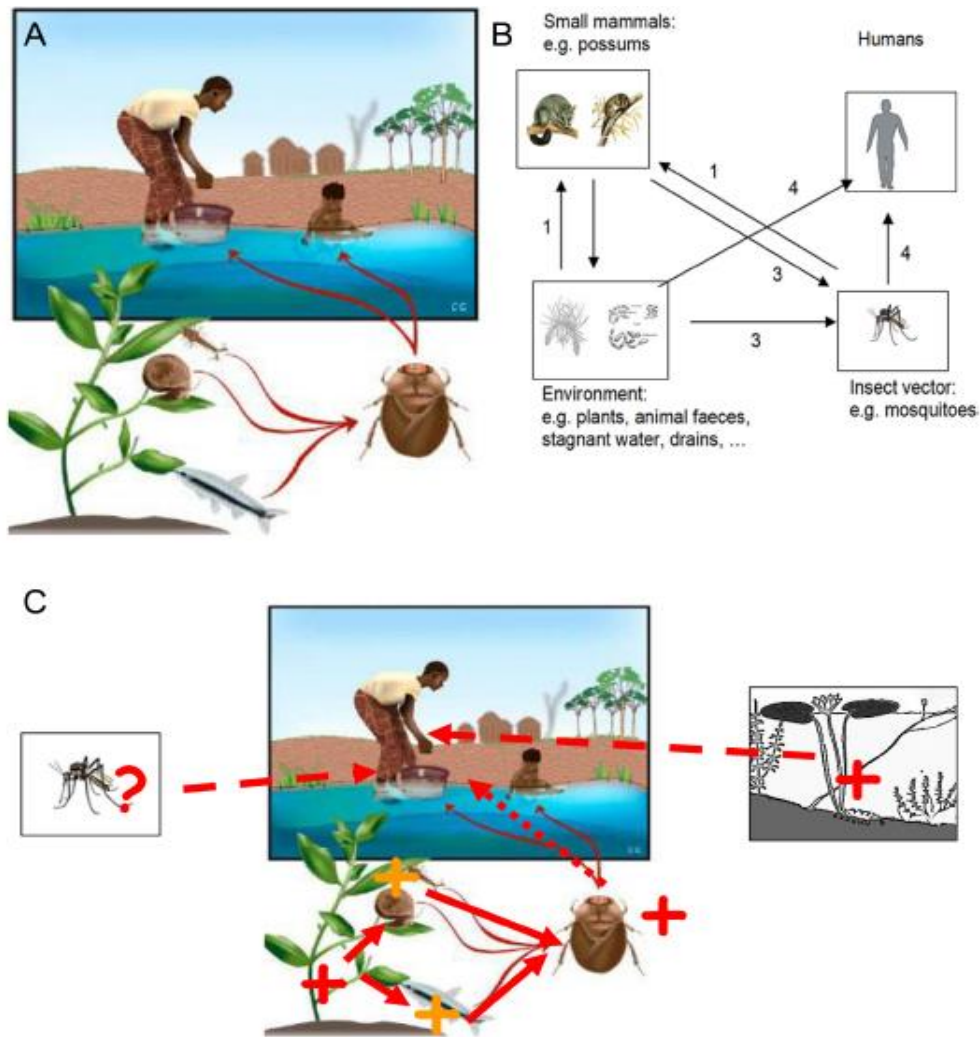 A
CG
B
Small mammals:
e.g. possums
Humans
1
1
4
3
4
3
Environment:
e.g. plants, animal faeces,
stagnant water, drains, ...
Insect vector:
e.g. mosquitoes
C
?